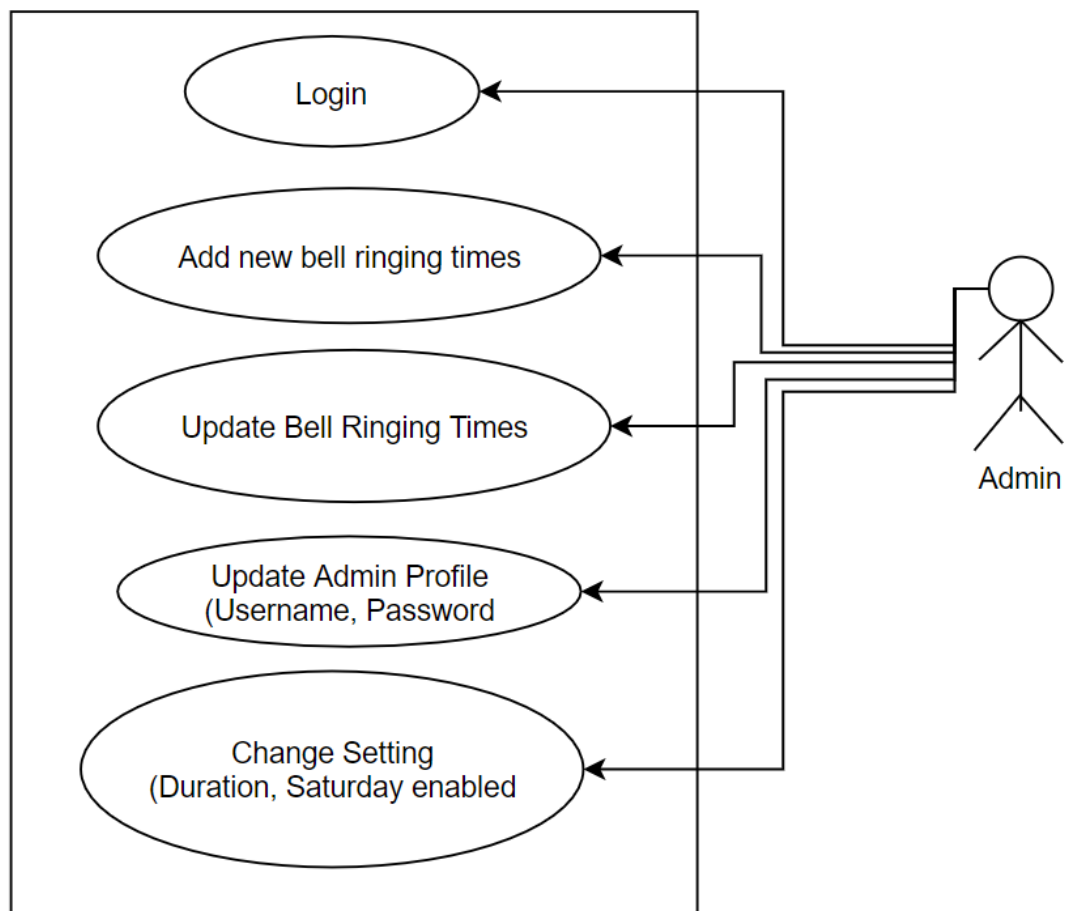 Login
Add new bell ringing times
Update Bell Ringing Times
Update Admin Profile
(Username, Password
Change Setting
(Duration, Saturday enabled
Admin